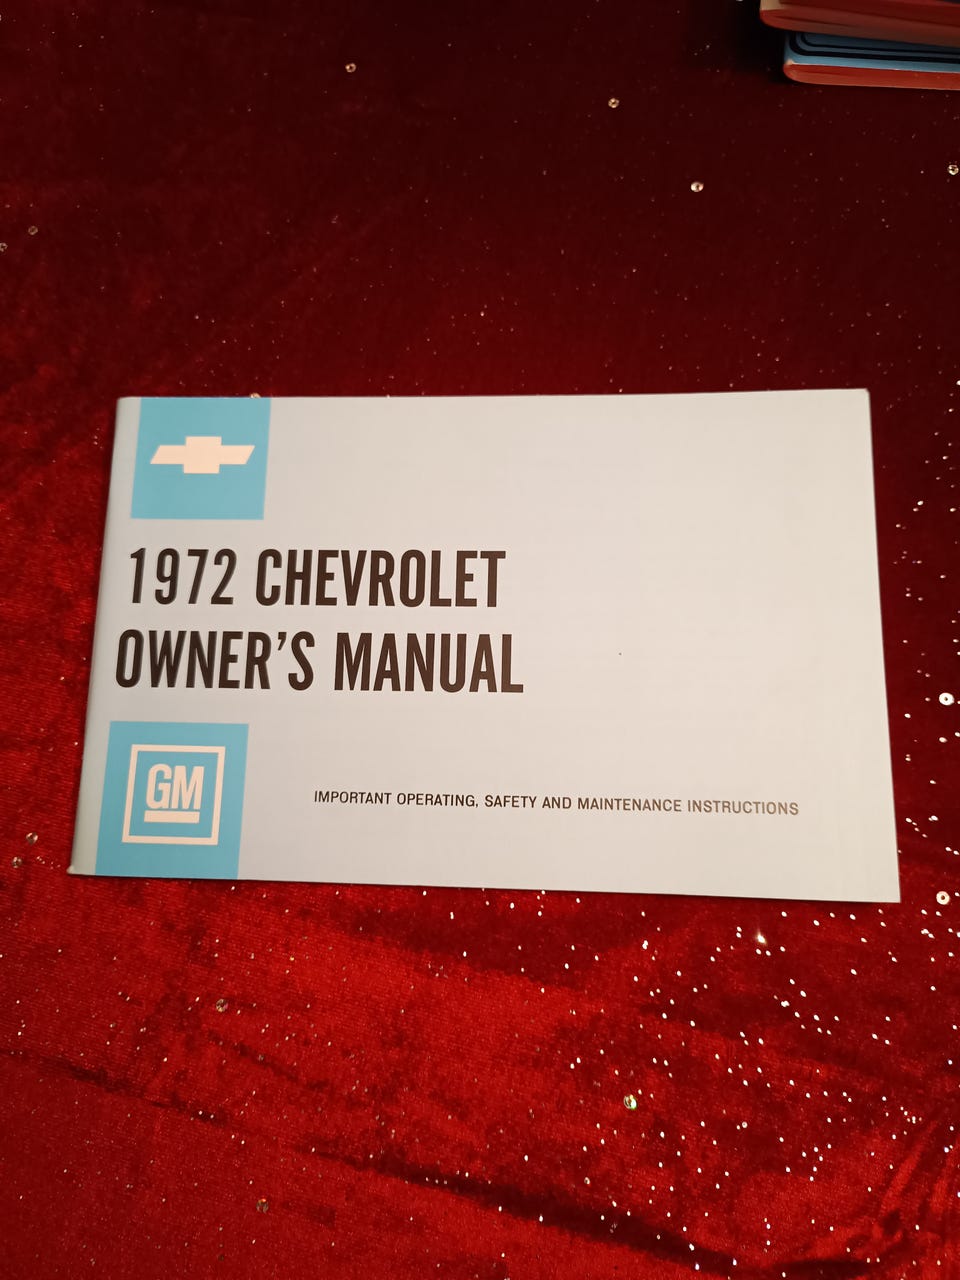 1972 CHEVROLET
OWNER'S MANUAL
GM
IMPORTANT OPERATING, SAFETY AND MAINTENANCE INSTRUCTIONS